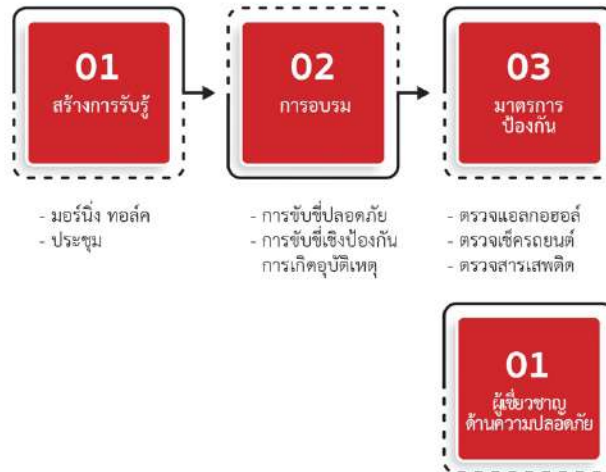 01
สร้างการรับรู้
02
การอบรม
03
มาตรการ
ป้องกัน
- มอร์นิ่ง ทอล์ค
- ประชุม
- การขับขี่ปลอดภัย
- การขับขี่เชิงป้องกัน
การเกิดอุบัติเหตุ
- ตรวจแอลกอฮอล์
- ตรวจเช็ครถยนต์
- ตรวจสารเสพติด
01
ผู้เชี่ยวชาญ
ด้านความปลอดภัย